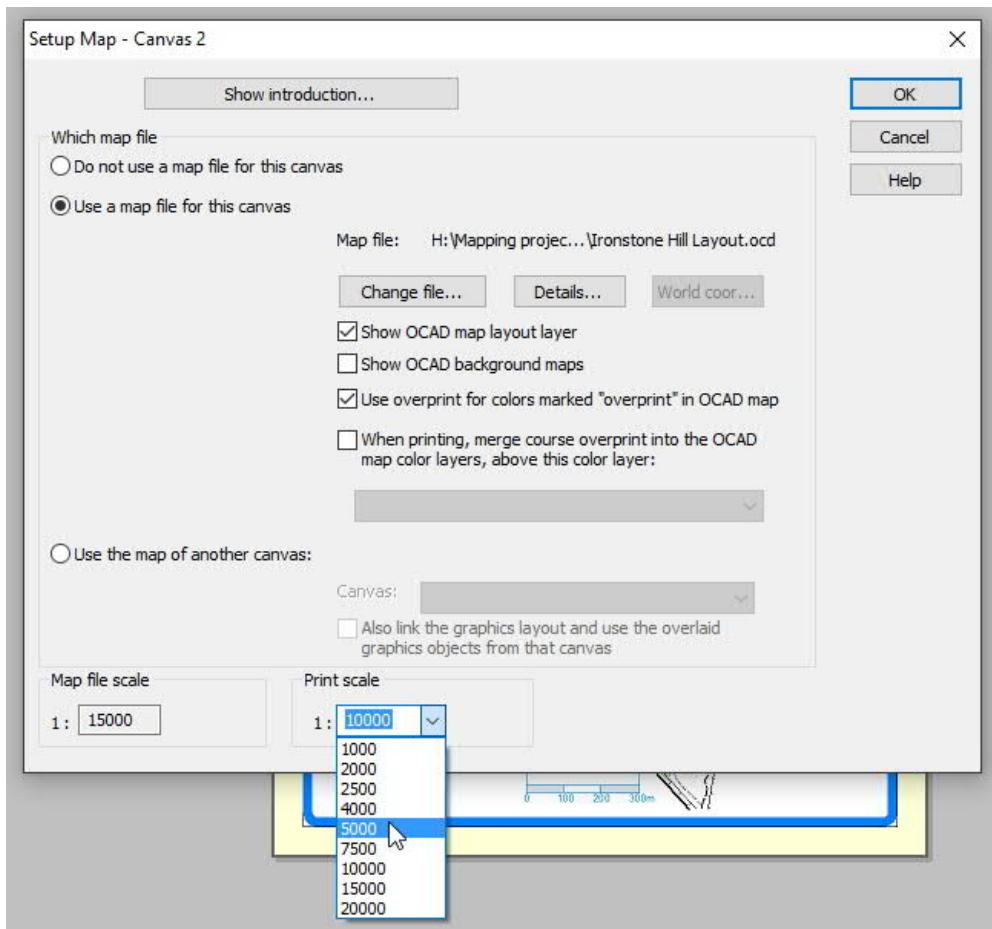 Setup Map - Canvas 2
Show introduction...
OK
Cancel
Help
Which map file
Do not use a map file for this canvas
Use a map file for this canvas
Map file: H:\Mapping projec...\Ironstone Hill Layout.ocd
Change file... Details... World coor...
Show OCAD map layout layer
Show OCAD background maps
Use overprint for colors marked "overprint" in OCAD map
When printing, merge course overprint into the OCAD
map color layers, above this color layer:
Use the map of another canvas:
Canvas:
Also link the graphics layout and use the overlaid
graphics objects from that canvas
Map file scale
1: 15000
Print scale
1: 10000
1000
2000
2500
4000
5000
7500
10000
15000
20000
0 100 200 300m